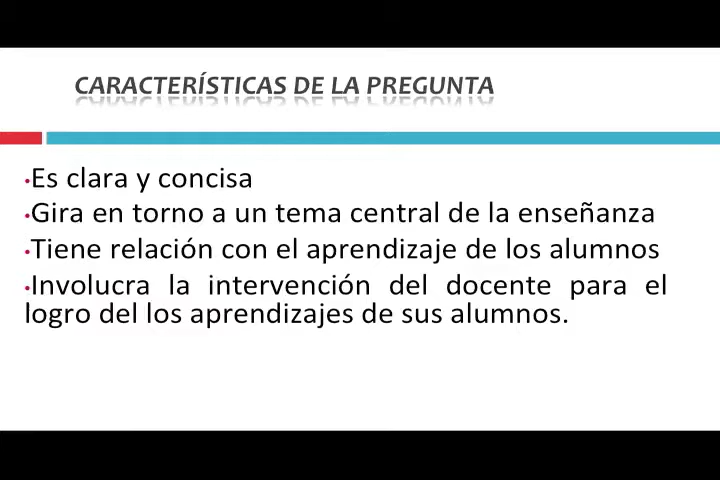 CARACTERÍSTICAS DE LA PREGUNTA
•Es clara y concisa
•Gira en torno a un tema central de la enseñanza
•Tiene relación con el aprendizaje de los alumnos
•Involucra la intervención del docente para el
logro del los aprendizajes de sus alumnos.